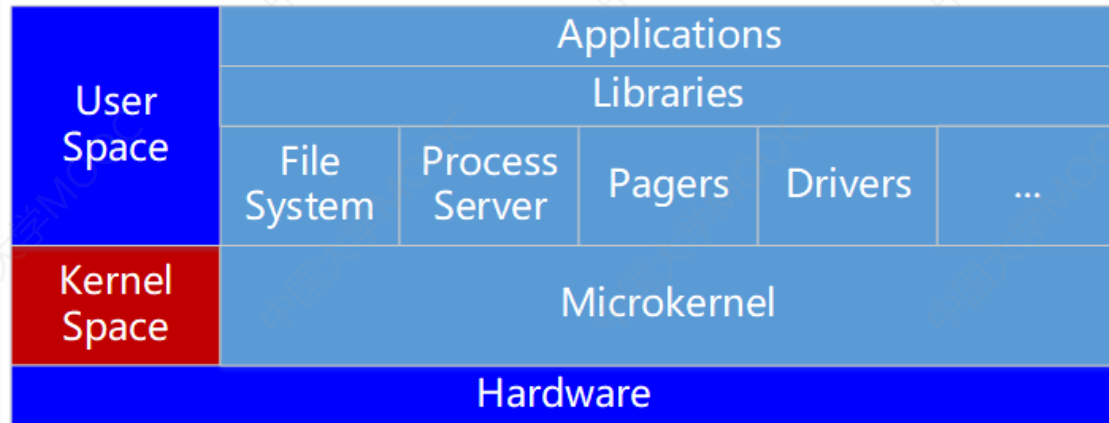 Applications
Libraries
User
Space
File
System
Process
Server
Pagers
Drivers
...
Kernel
Space
Microkernel
Hardware